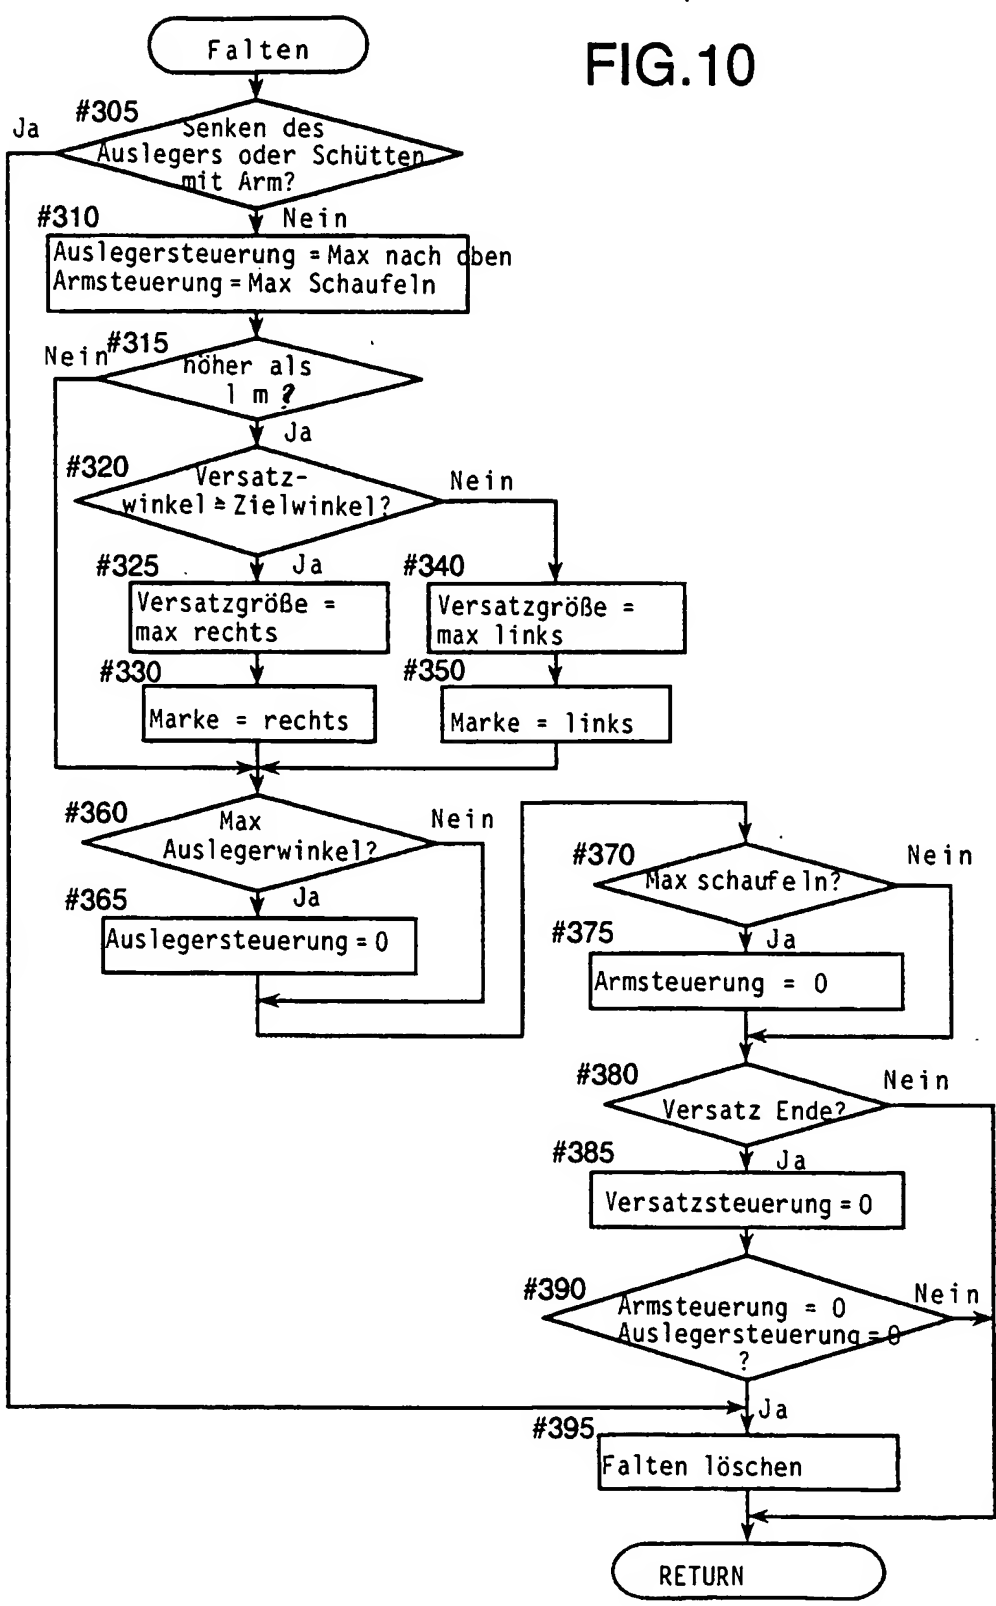 FIG.10
Falten
#305
Ja
Senken des
Auslegers oder Schütten
mit Arm?
Nein
#310
Auslegersteuerung = Max nach oben
Armsteuerung = Max Schaufeln
#315
Nein
höher als
1 m ?
Ja
#320
Versatz-
winkel ≧ Zielwinkel?
Nein
Ja
#325
Versatzgröße =
max rechts
#340
Versatzgröße =
max links
#330
Marke = rechts
#350
Marke = links
#360
Max
Auslegerwinkel?
Nein
Ja
#365
Auslegersteuerung = 0
#370
Max schaufeln?
Nein
Ja
#375
Armsteuerung = 0
#380
Versatz Ende?
Nein
Ja
#385
Versatzsteuerung = 0
#390
Armsteuerung = 0
Auslegersteuerung = 0
?
Nein
Ja
#395
Falten löschen
RETURN